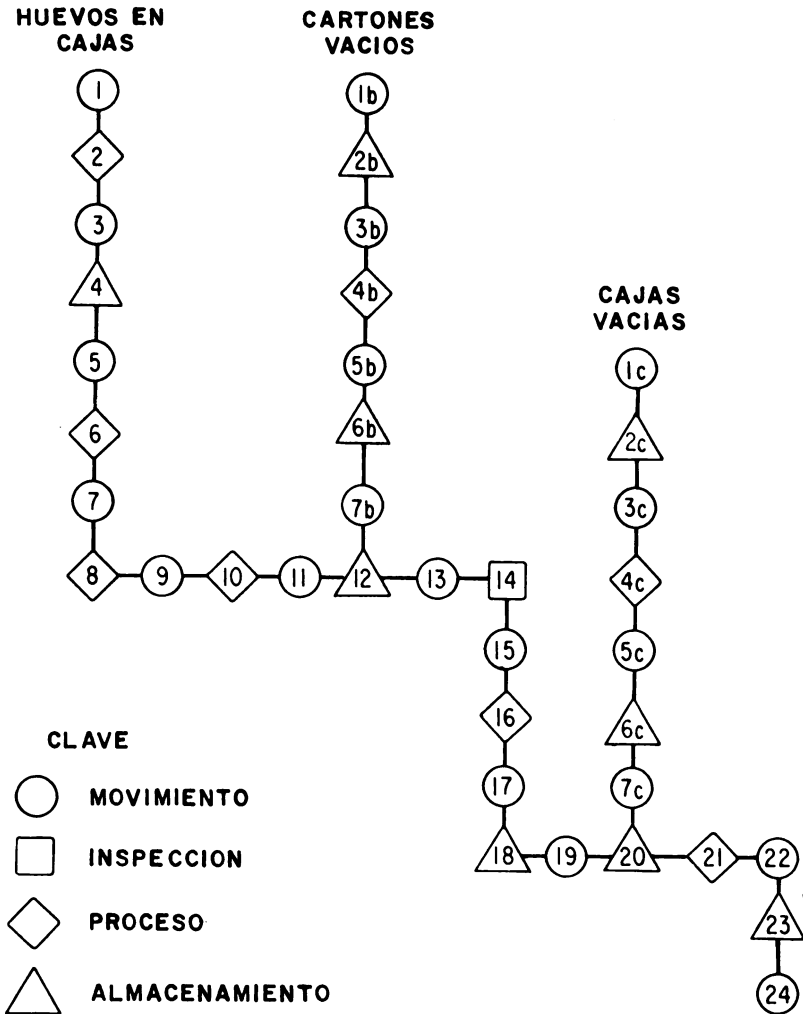 HUEVOS EN
CAJAS
1
2
3
4
5
6
7
8
9
10
11
12
13
14
15
16
17
18
19
20
21
22
23
24
CARTONES
VACIOS
1b
2b
3b
4b
5b
6b
7b
CAJAS
VACIAS
1c
2c
3c
4c
5c
6c
7c
CLAVE
MOVIMIENTO
INSPECCION
PROCESO
ALMACENAMIENTO